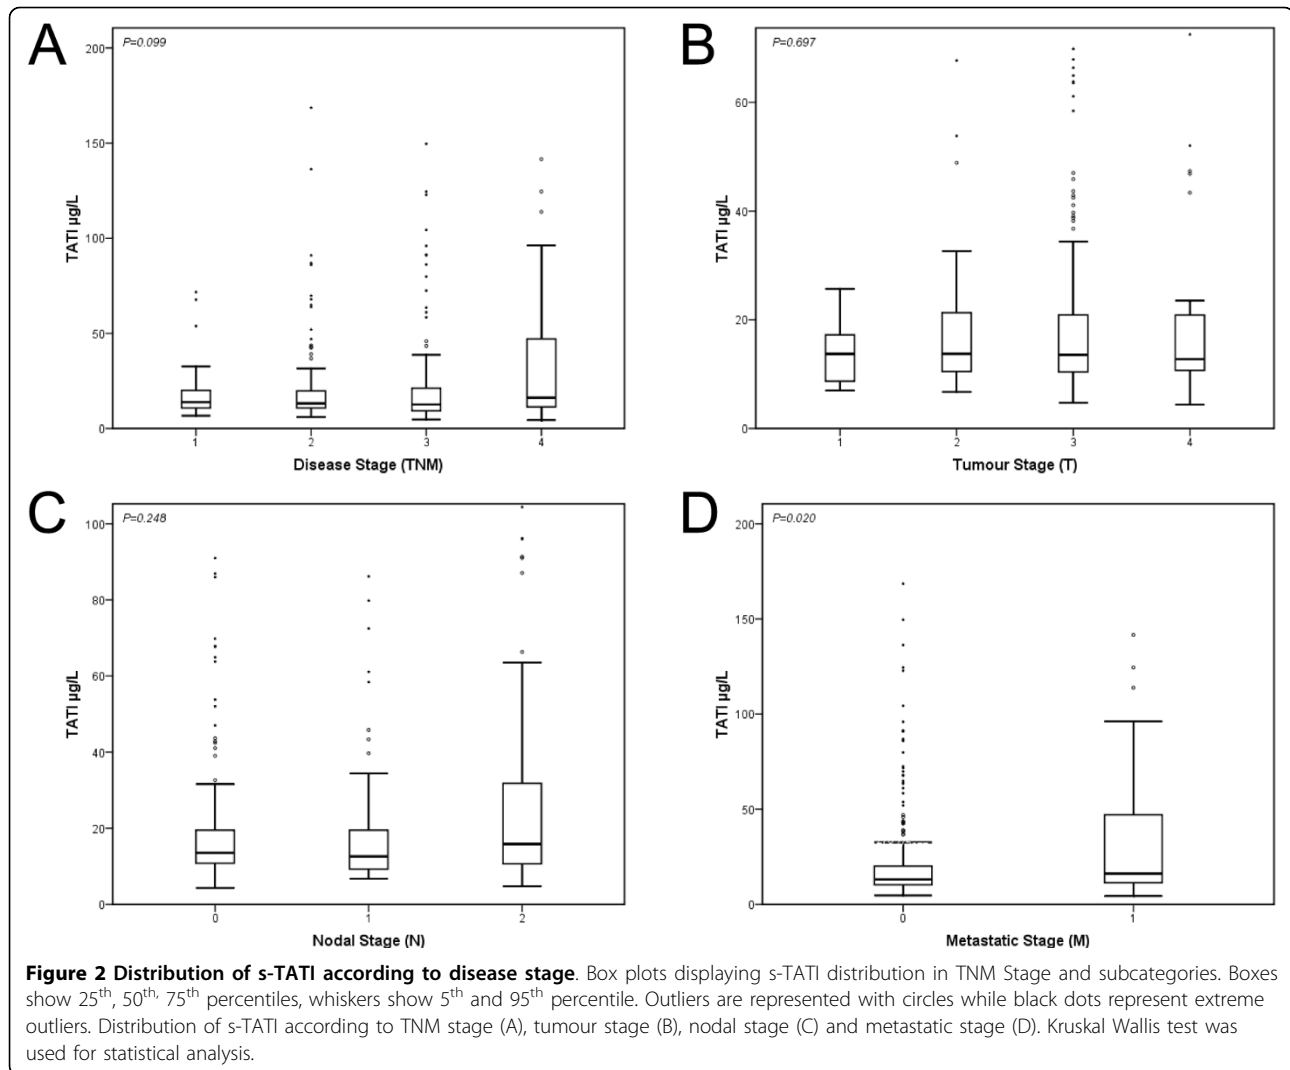 A
P=0.099
200
150
100
50
0
TATI µg/L
1 2 3 4
Disease Stage (TNM)
B
P=0.697
60
40
20
0
TATI µg/L
1 2 3 4
Tumour Stage (T)
C
P=0.248
100
80
60
40
20
0
TATI µg/L
0 1 2
Nodal Stage (N)
D
P=0.020
200
150
100
50
0
TATI µg/L
0 1
Metastatic Stage (M)
Figure 2 Distribution of s-TATI according to disease stage. Box plots displaying s-TATI distribution in TNM Stage and subcategories. Boxes
show 25th, 50th, 75th percentiles, whiskers show 5th and 95th percentile. Outliers are represented with circles while black dots represent extreme
outliers. Distribution of s-TATI according to TNM stage (A), tumour stage (B), nodal stage (C) and metastatic stage (D). Kruskal Wallis test was
used for statistical analysis.